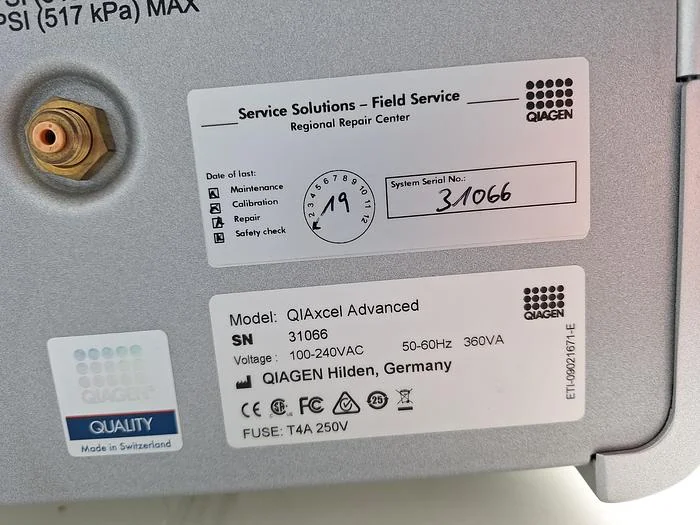 PSI (517 kPa) MAX
Service Solutions – Field Service
Regional Repair Center
QIAGEN
Date of last:
Maintenance
Calibration
Repair
Safety check
2 3 4 5 6 7 8 9 10 11 12
19
System Serial No.:
31066
Model: QIAxcel Advanced
SN 31066
Voltage : 100-240VAC 50-60Hz 360VA
QIAGEN Hilden, Germany
CE FC 25
FUSE: T4A 250V
QIAGEN
ETI-09021671-E
QIAGEN
QUALITY
Made in Switzerland